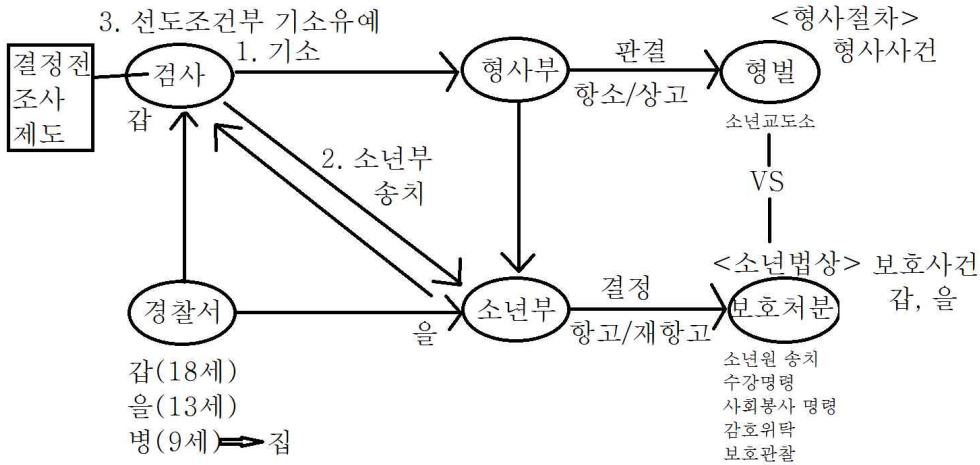 3. 선도조건부 기소유예
<형사절차>
1. 기소
판결
형사사건
결정전
조사
제도
검사
형사부
형벌
갑
항소/상고
소년교도소
2. 소년부
송치
VS
<소년법상> 보호사건
갑, 을
경찰서
소년부
결정
보호처분
을
항고/재항고
소년원 송치
수강명령
사회봉사 명령
감호위탁
보호관찰
갑(18세)
을(13세)
병(9세) 집